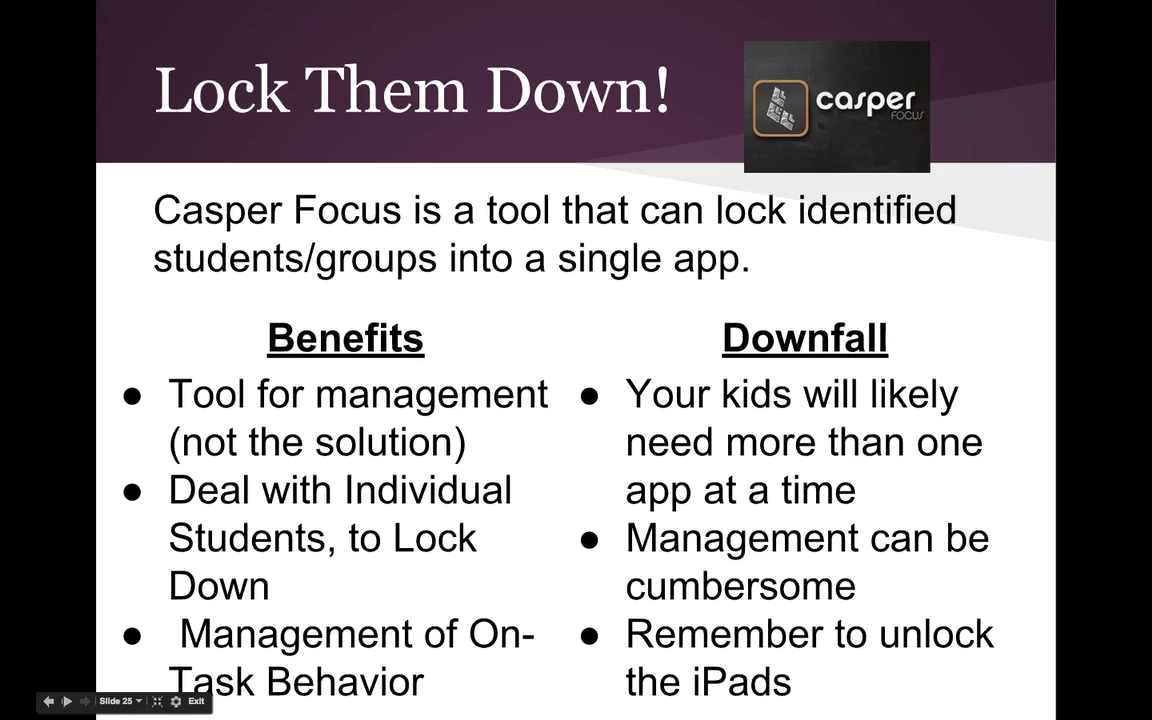 Lock Them Down!
casper
FOCUS
Casper Focus is a tool that can lock identified
students/groups into a single app.
Benefits
● Tool for management
(not the solution)
● Deal with Individual
Students, to Lock
Down
● Management of On-
Task Behavior
Downfall
● Your kids will likely
need more than one
app at a time
● Management can be
cumbersome
● Remember to unlock
the iPads
Slide 25
Exit